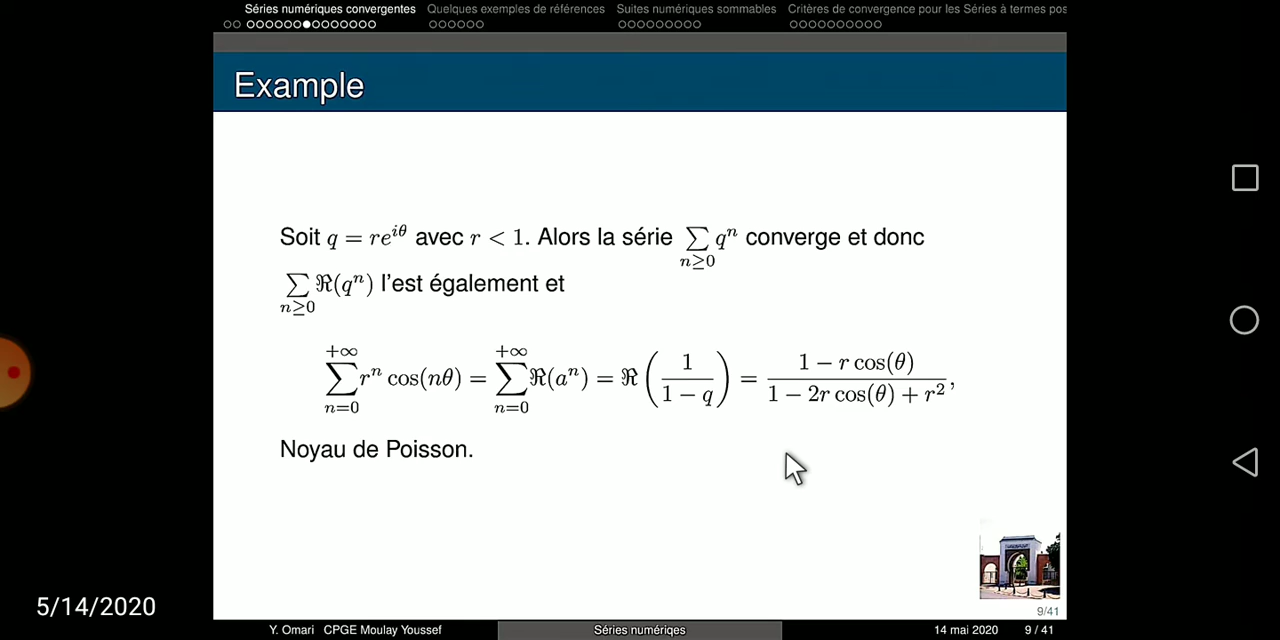 Séries numériques convergentes Quelques exemples de références Suites numériques sommables Critères de convergence pour les Séries à termes pos
Example
Soit q = re^{iθ} avec r < 1. Alors la série ∑_{n≥0} q^n converge et donc
∑_{n≥0} ℜ(q^n) l'est également et
∑_{n=0}^{+∞} r^n cos(nθ) = ∑_{n=0}^{+∞} ℜ(a^n) = ℜ(1/(1 − q)) = (1 − r cos(θ))/(1 − 2r cos(θ) + r^2),
Noyau de Poisson.
9/41
5/14/2020
Y. Omari CPGE Moulay Youssef Séries numériqes 14 mai 2020 9 / 41